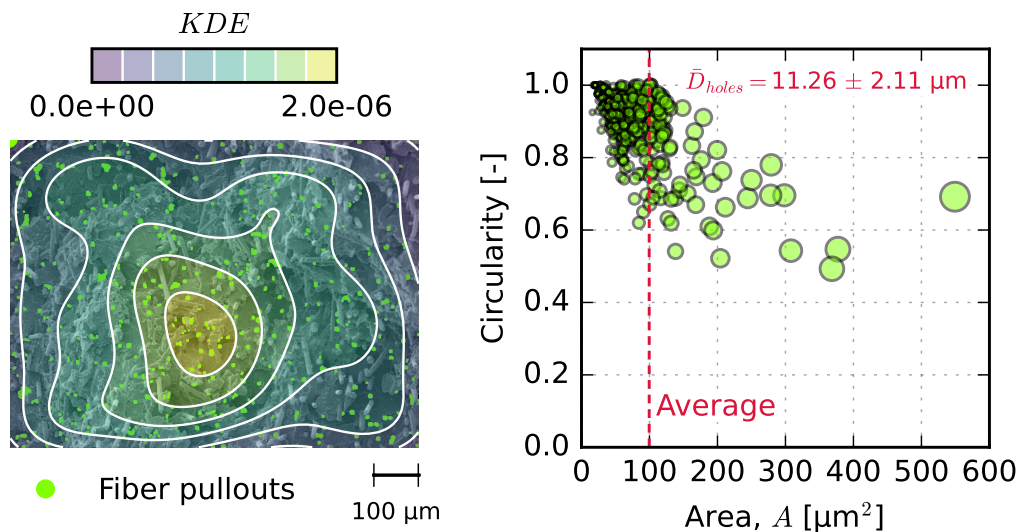 KDE
0.0e+00 2.0e-06
Fiber pullouts
100 µm
D̄_holes = 11.26 ± 2.11 µm
Average
Circularity [-]
1.0
0.8
0.6
0.4
0.2
0.0
0 100 200 300 400 500 600
Area, A [µm²]